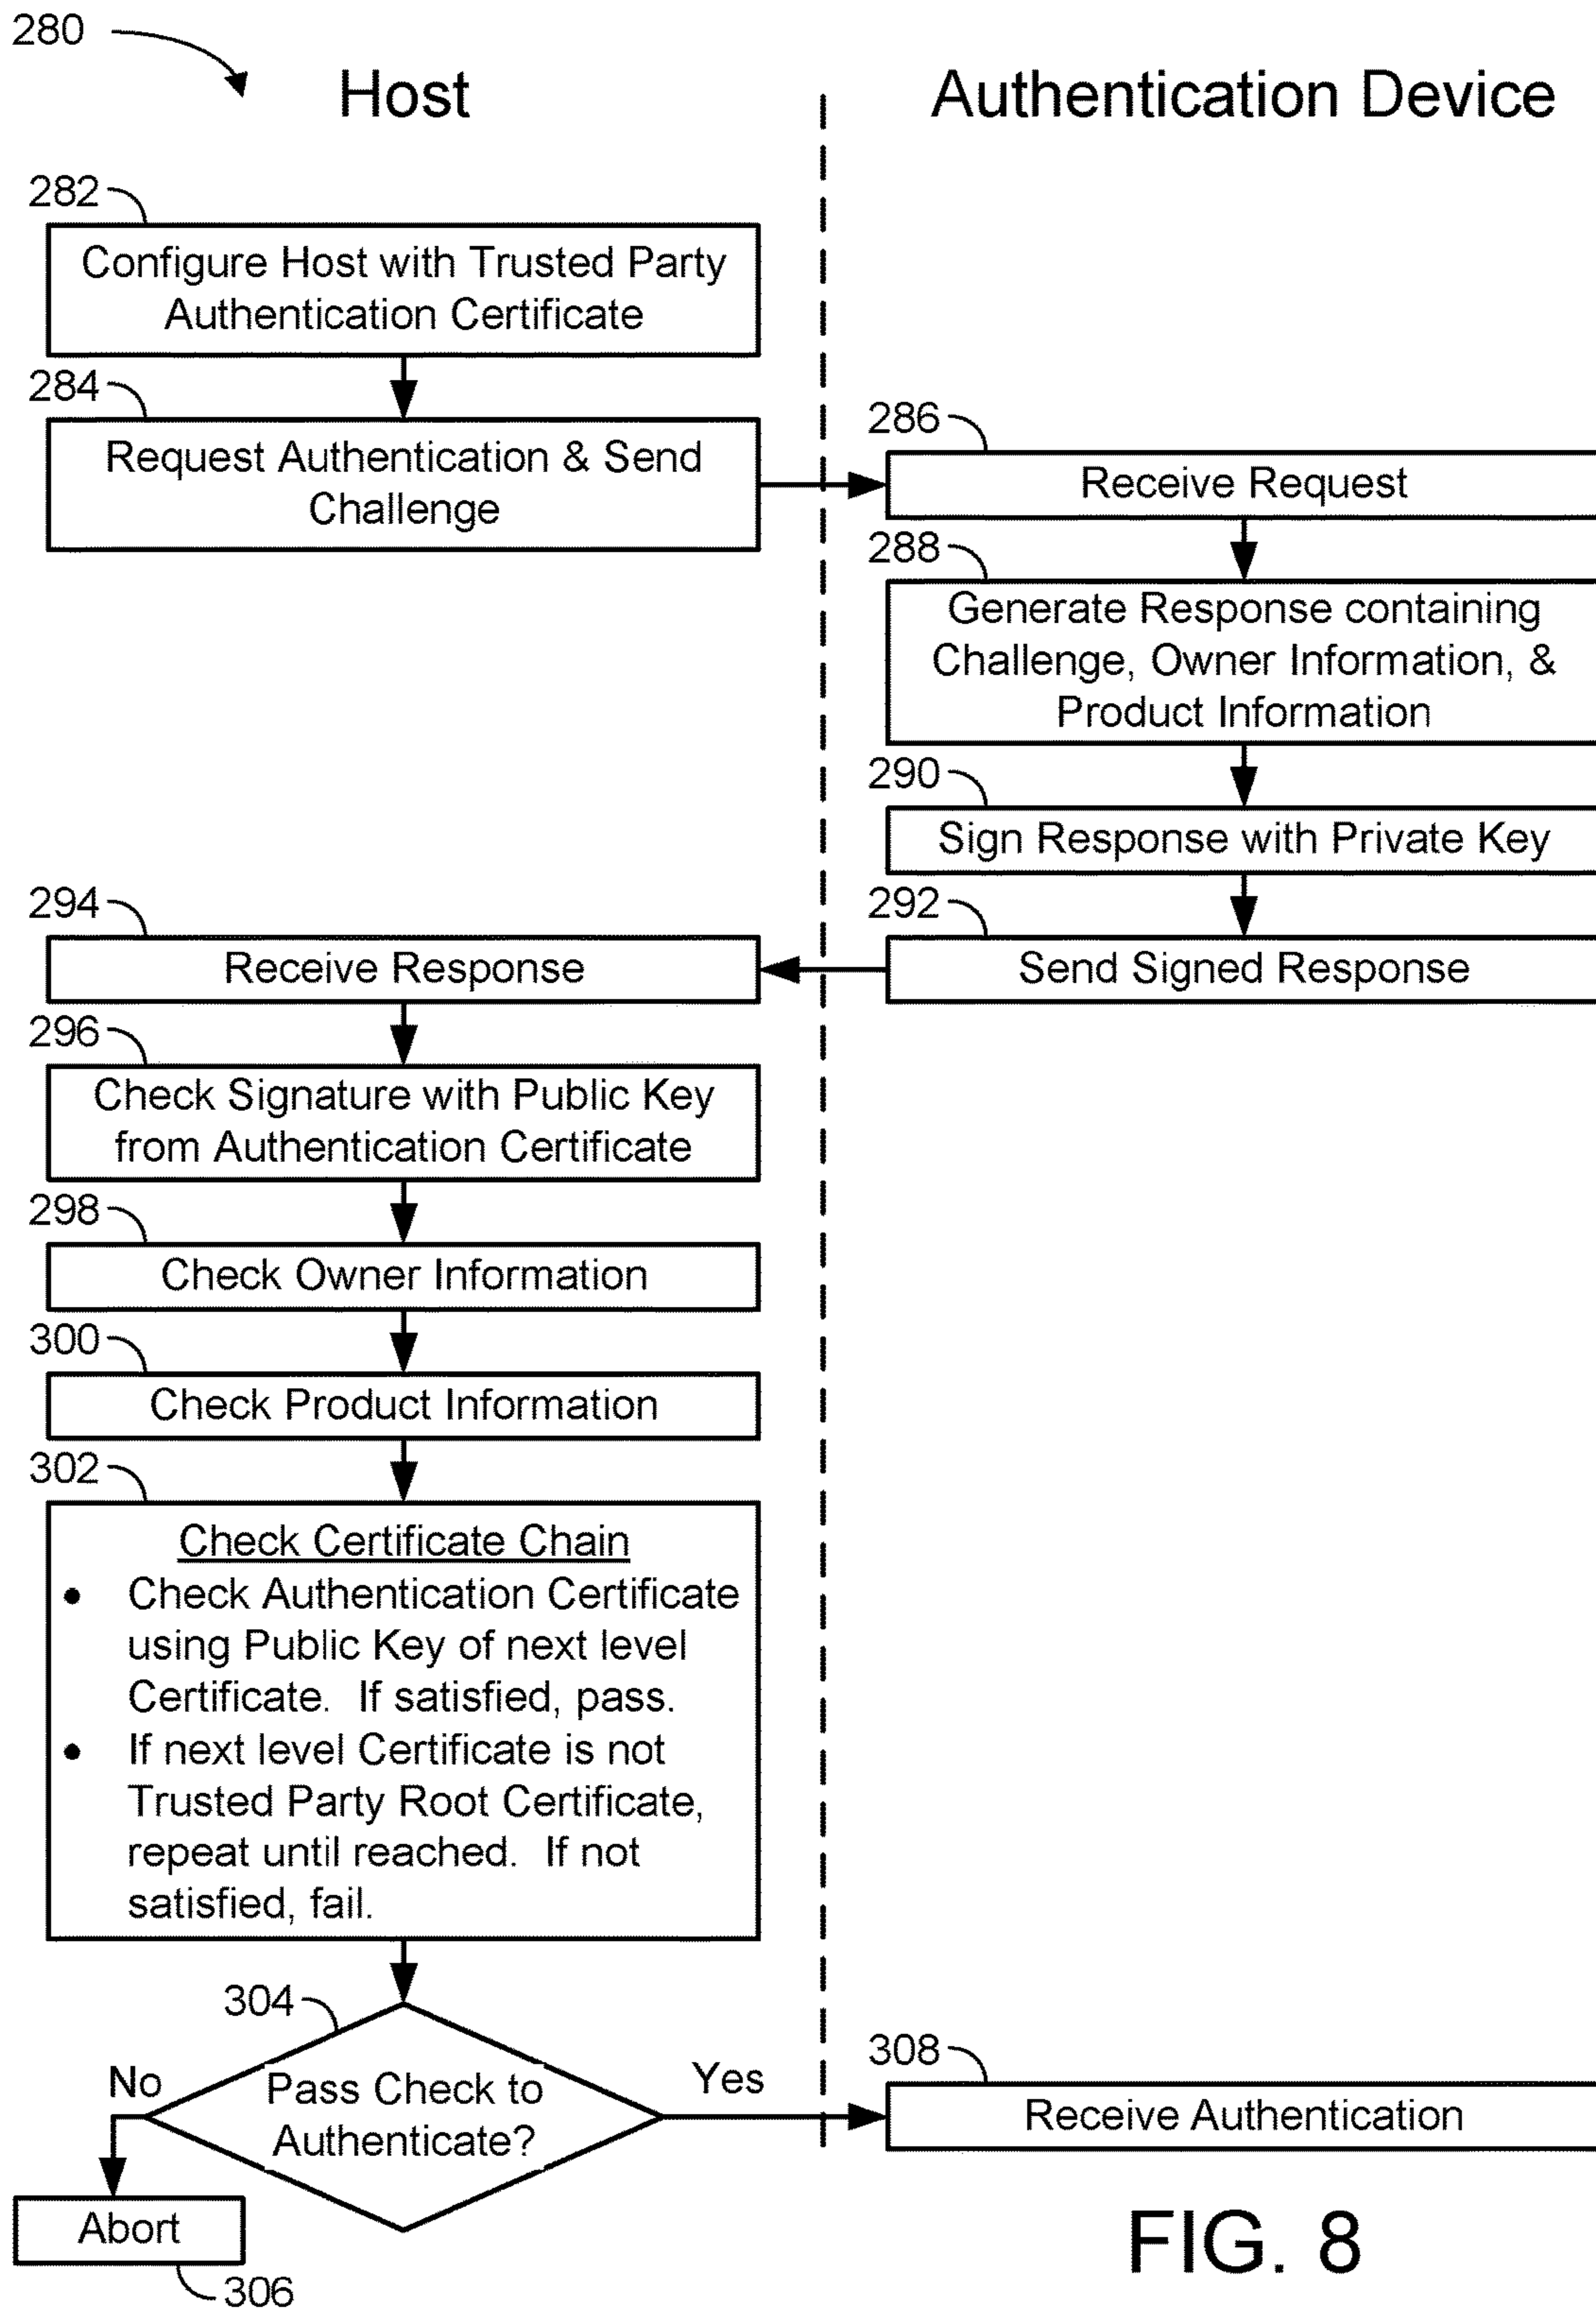 280
Host
Authentication Device
282
Configure Host with Trusted Party
Authentication Certificate
284
Request Authentication & Send
Challenge
286
Receive Request
288
Generate Response containing
Challenge, Owner Information, &
Product Information
290
Sign Response with Private Key
292
Send Signed Response
294
Receive Response
296
Check Signature with Public Key
from Authentication Certificate
298
Check Owner Information
300
Check Product Information
302
Check Certificate Chain
• Check Authentication Certificate
using Public Key of next level
Certificate. If satisfied, pass.
• If next level Certificate is not
Trusted Party Root Certificate,
repeat until reached. If not
satisfied, fail.
304
Pass Check to
Authenticate?
No
Yes
Abort
306
308
Receive Authentication
FIG. 8